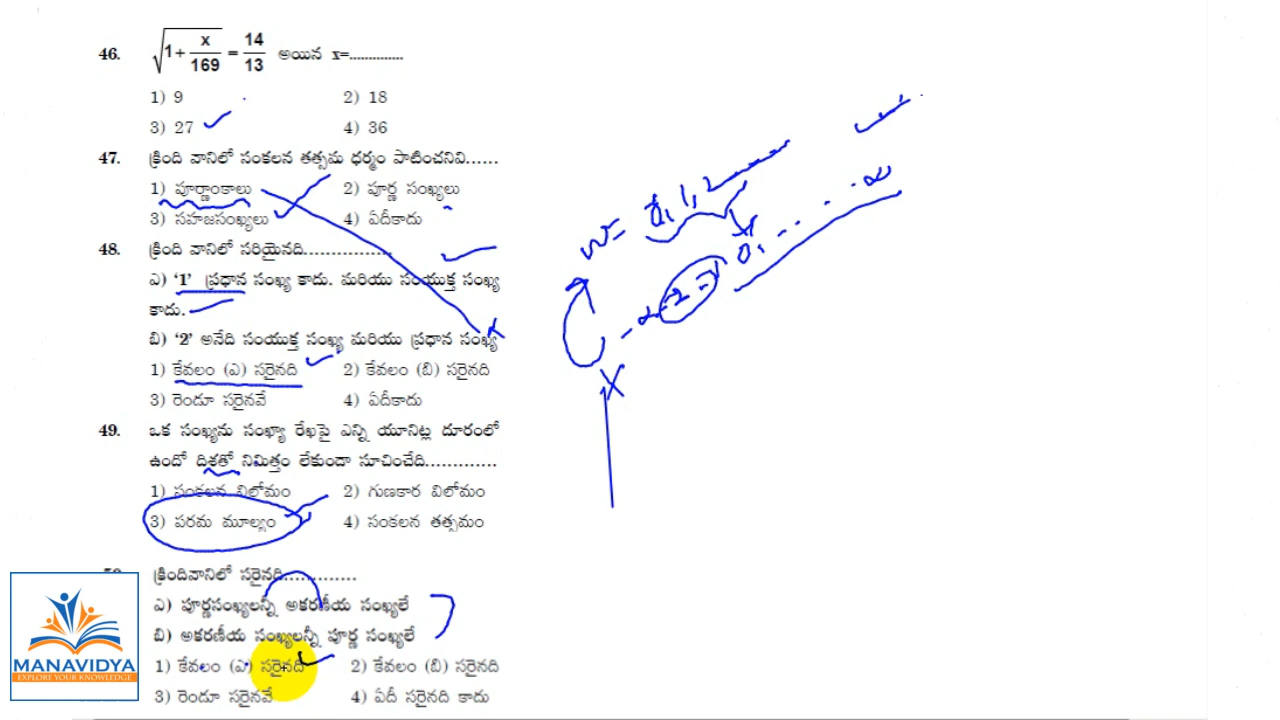 46. √1+ x/169 = 14/13 అయిన x=..............
1) 9 2) 18
3) 27 4) 36
47. క్రింది వానిలో సంకలన తత్సమ ధర్మం పాటించనివి......
1) పూర్ణాంకాలు 2) పూర్ణ సంఖ్యలు
3) సహజసంఖ్యలు 4) ఏదీకాదు
48. క్రింది వానిలో సరియైనది................
ఎ) '1' ప్రధాన సంఖ్య కాదు. మరియు సంయుక్త సంఖ్య
కాదు.
బి) '2' అనేది సంయుక్త సంఖ్య మరియు ప్రధాన సంఖ్య
1) కేవలం (ఎ) సరైనది 2) కేవలం (బి) సరైనది
3) రెండూ సరైనవే 4) ఏదీకాదు
49. ఒక సంఖ్యను సంఖ్యా రేఖపై ఎన్ని యూనిట్ల దూరంలో
ఉందో దిశతో నిమిత్తం లేకుండా సూచించేది.............
1) సంకలన విలోమం 2) గుణకార విలోమం
3) పరమ మూల్యం 4) సంకలన తత్సమం
క్రిందివానిలో సరైనది............
ఎ) పూర్ణసంఖ్యలన్నీ అకరణీయ సంఖ్యలే
బి) అకరణీయ సంఖ్యలన్నీ పూర్ణ సంఖ్యలే
1) కేవలం (ఎ) సరైనది 2) కేవలం (బి) సరైనది
3) రెండూ సరైనవే 4) ఏదీ సరైనది కాదు
W= 0, 1, 2
MANAVIDYA
EXPLORE YOUR KNOWLEDGE